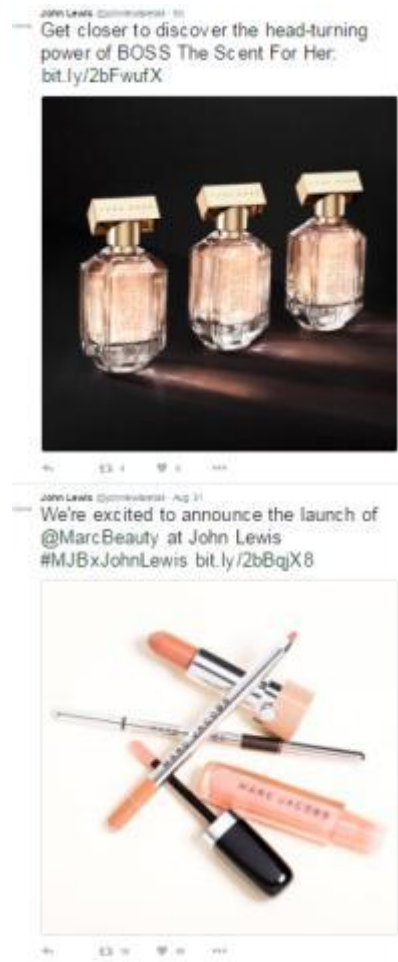 John Lewis
Get closer to discover the head-turning
power of BOSS The Scent For Her:
bit.ly/2bFwufX
John Lewis Aug 31
We're excited to announce the launch of
@MarcBeauty at John Lewis
#MJBxJohnLewis bit.ly/2bBqjX8
MARC JACOBS
MARC JACOBS